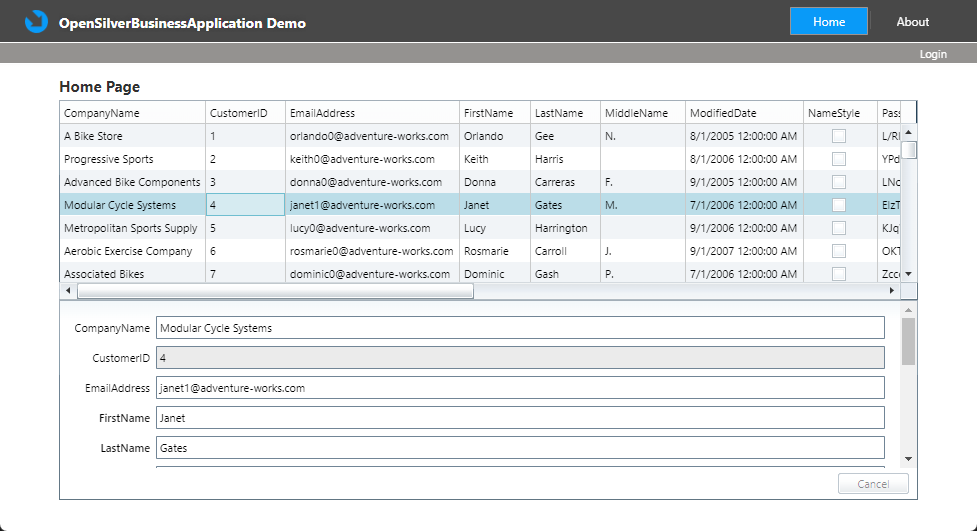 OpenSilverBusinessApplication Demo Home About
Login
Home Page
CompanyName CustomerID EmailAddress FirstName LastName MiddleName ModifiedDate NameStyle Pass
A Bike Store 1 orlando0@adventure-works.com Orlando Gee N. 8/1/2005 12:00:00 AM
Progressive Sports 2 keith0@adventure-works.com Keith Harris 8/1/2006 12:00:00 AM YPd
Advanced Bike Components 3 donna0@adventure-works.com Donna Carreras F. 9/1/2005 12:00:00 AM
Modular Cycle Systems 4 janet1@adventure-works.com Janet Gates M. 7/1/2006 12:00:00 AM
Metropolitan Sports Supply 5 lucy0@adventure-works.com Lucy Harrington 9/1/2006 12:00:00 AM
Aerobic Exercise Company 6 rosmarie0@adventure-works.com Rosmarie Carroll J. 9/1/2007 12:00:00 AM
Associated Bikes 7 dominic0@adventure-works.com Dominic Gash P. 7/1/2006 12:00:00 AM
CompanyName Modular Cycle Systems
CustomerID 4
EmailAddress janet1@adventure-works.com
FirstName Janet
LastName Gates
Cancel